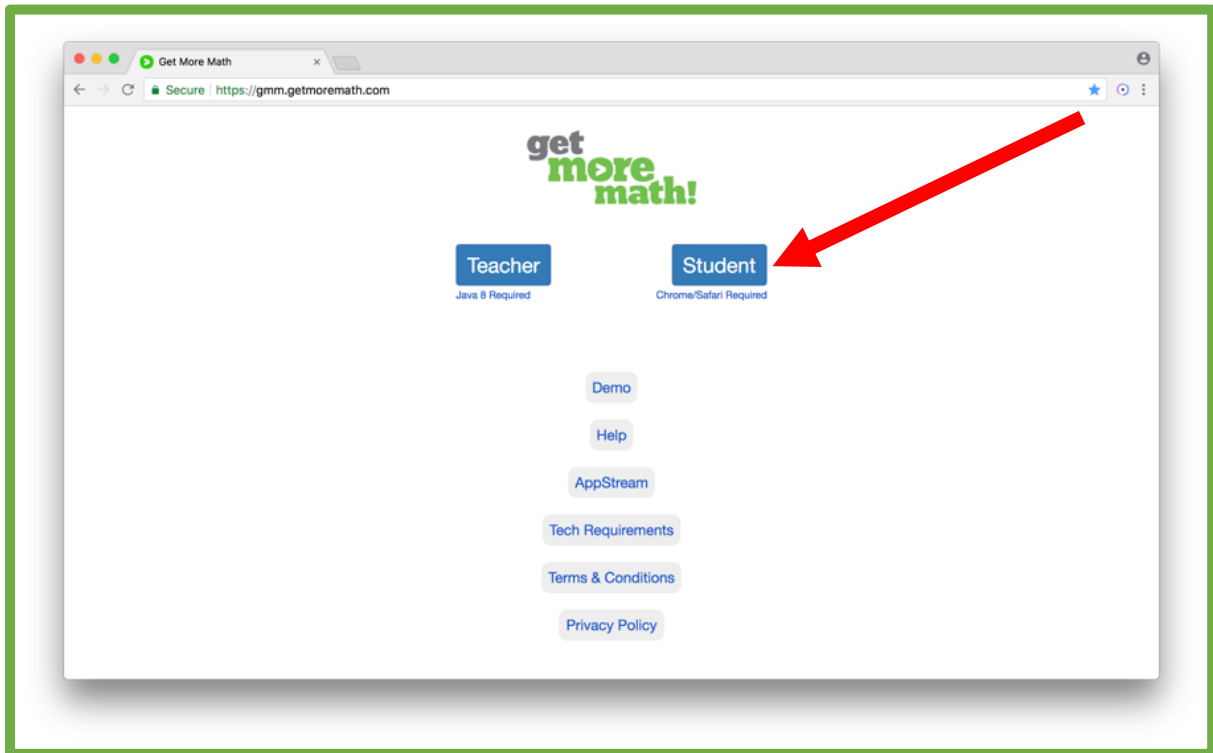 Get More Math
Secure https://gmm.getmoremath.com
get
more
math!
Teacher Student
Java 8 Required Chrome/Safari Required
Demo
Help
AppStream
Tech Requirements
Terms & Conditions
Privacy Policy